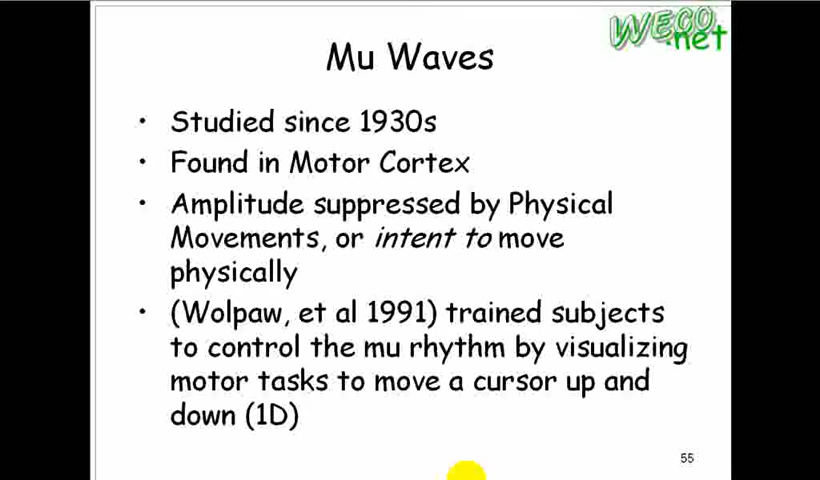 WECO
.net
Mu Waves
• Studied since 1930s
• Found in Motor Cortex
• Amplitude suppressed by Physical
Movements, or intent to move
physically
• (Wolpaw, et al 1991) trained subjects
to control the mu rhythm by visualizing
motor tasks to move a cursor up and
down (1D)
55